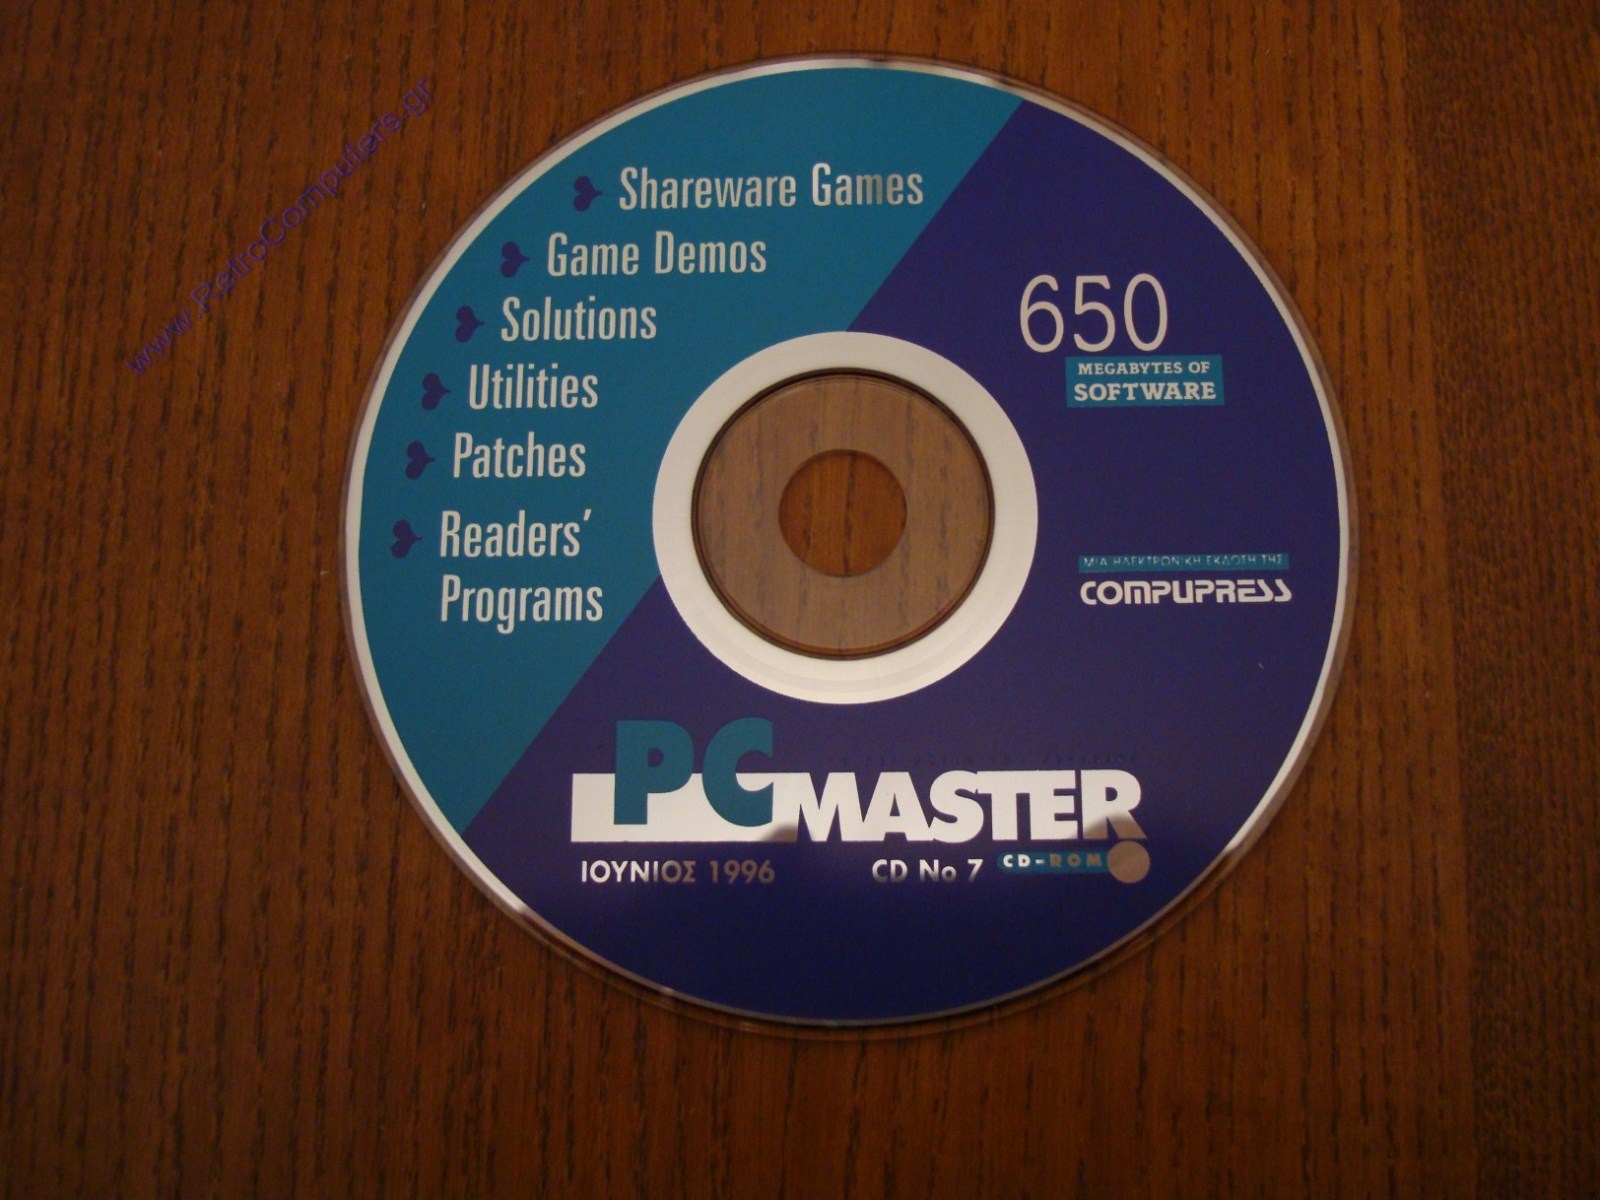 www.RetroComputers.gr
Shareware Games
Game Demos
Solutions
Utilities
Patches
Readers'
Programs
650
MEGABYTES OF
SOFTWARE
ΜΙΑ ΗΛΕΚΤΡΟΝΙΚΗ ΕΚΔΟΣΗ ΤΗΣ
COMPUPRESS
PC MASTER
ΙΟΥΝΙΟΣ 1996
CD No 7
CD-ROM